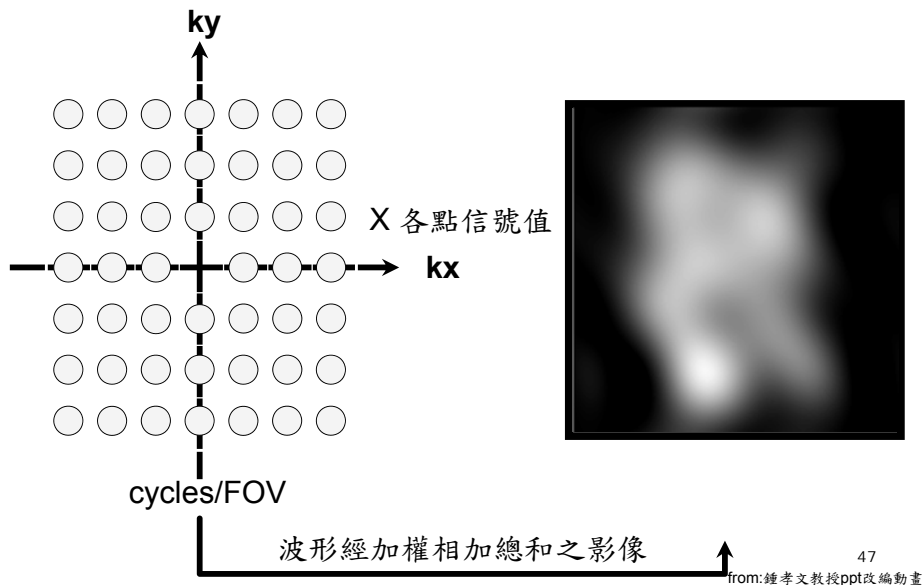 ky
X 各點信號值
kx
cycles/FOV
波形經加權相加總和之影像
47
from:鍾孝文教授ppt改編動畫